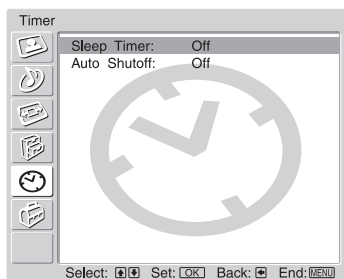 Timer
Sleep Timer: Off
Auto Shutoff: Off
Select: Set: OK Back: End: MENU